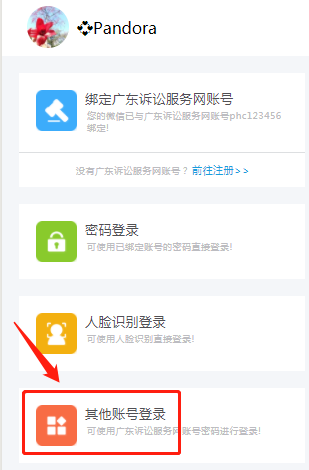 Pandora
绑定广东诉讼服务网账号
您的微信已与广东诉讼服务网账号phc123456
绑定!
没有广东诉讼服务网账号？前往注册>>
密码登录
可使用已绑定账号的密码直接登录!
人脸识别登录
可使用人脸识别直接登录!
其他账号登录
可使用广东诉讼服务网账号密码进行登录!